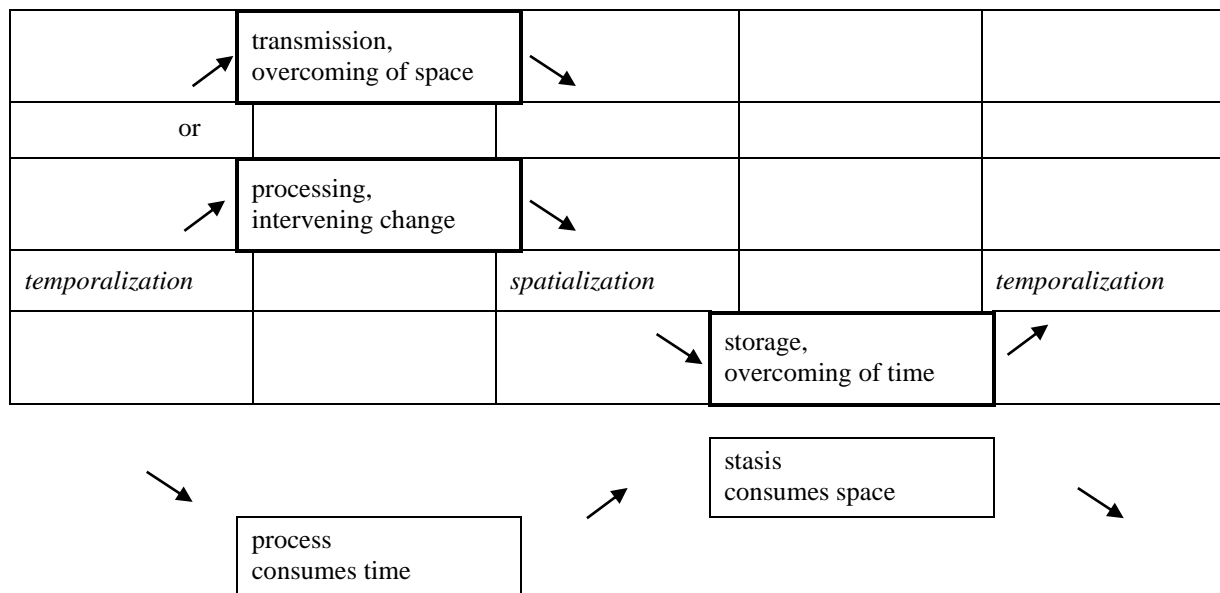 transmission,
overcoming of space
or
processing,
intervening change
temporalization
spatialization
temporalization
storage,
overcoming of time
stasis
consumes space
process
consumes time